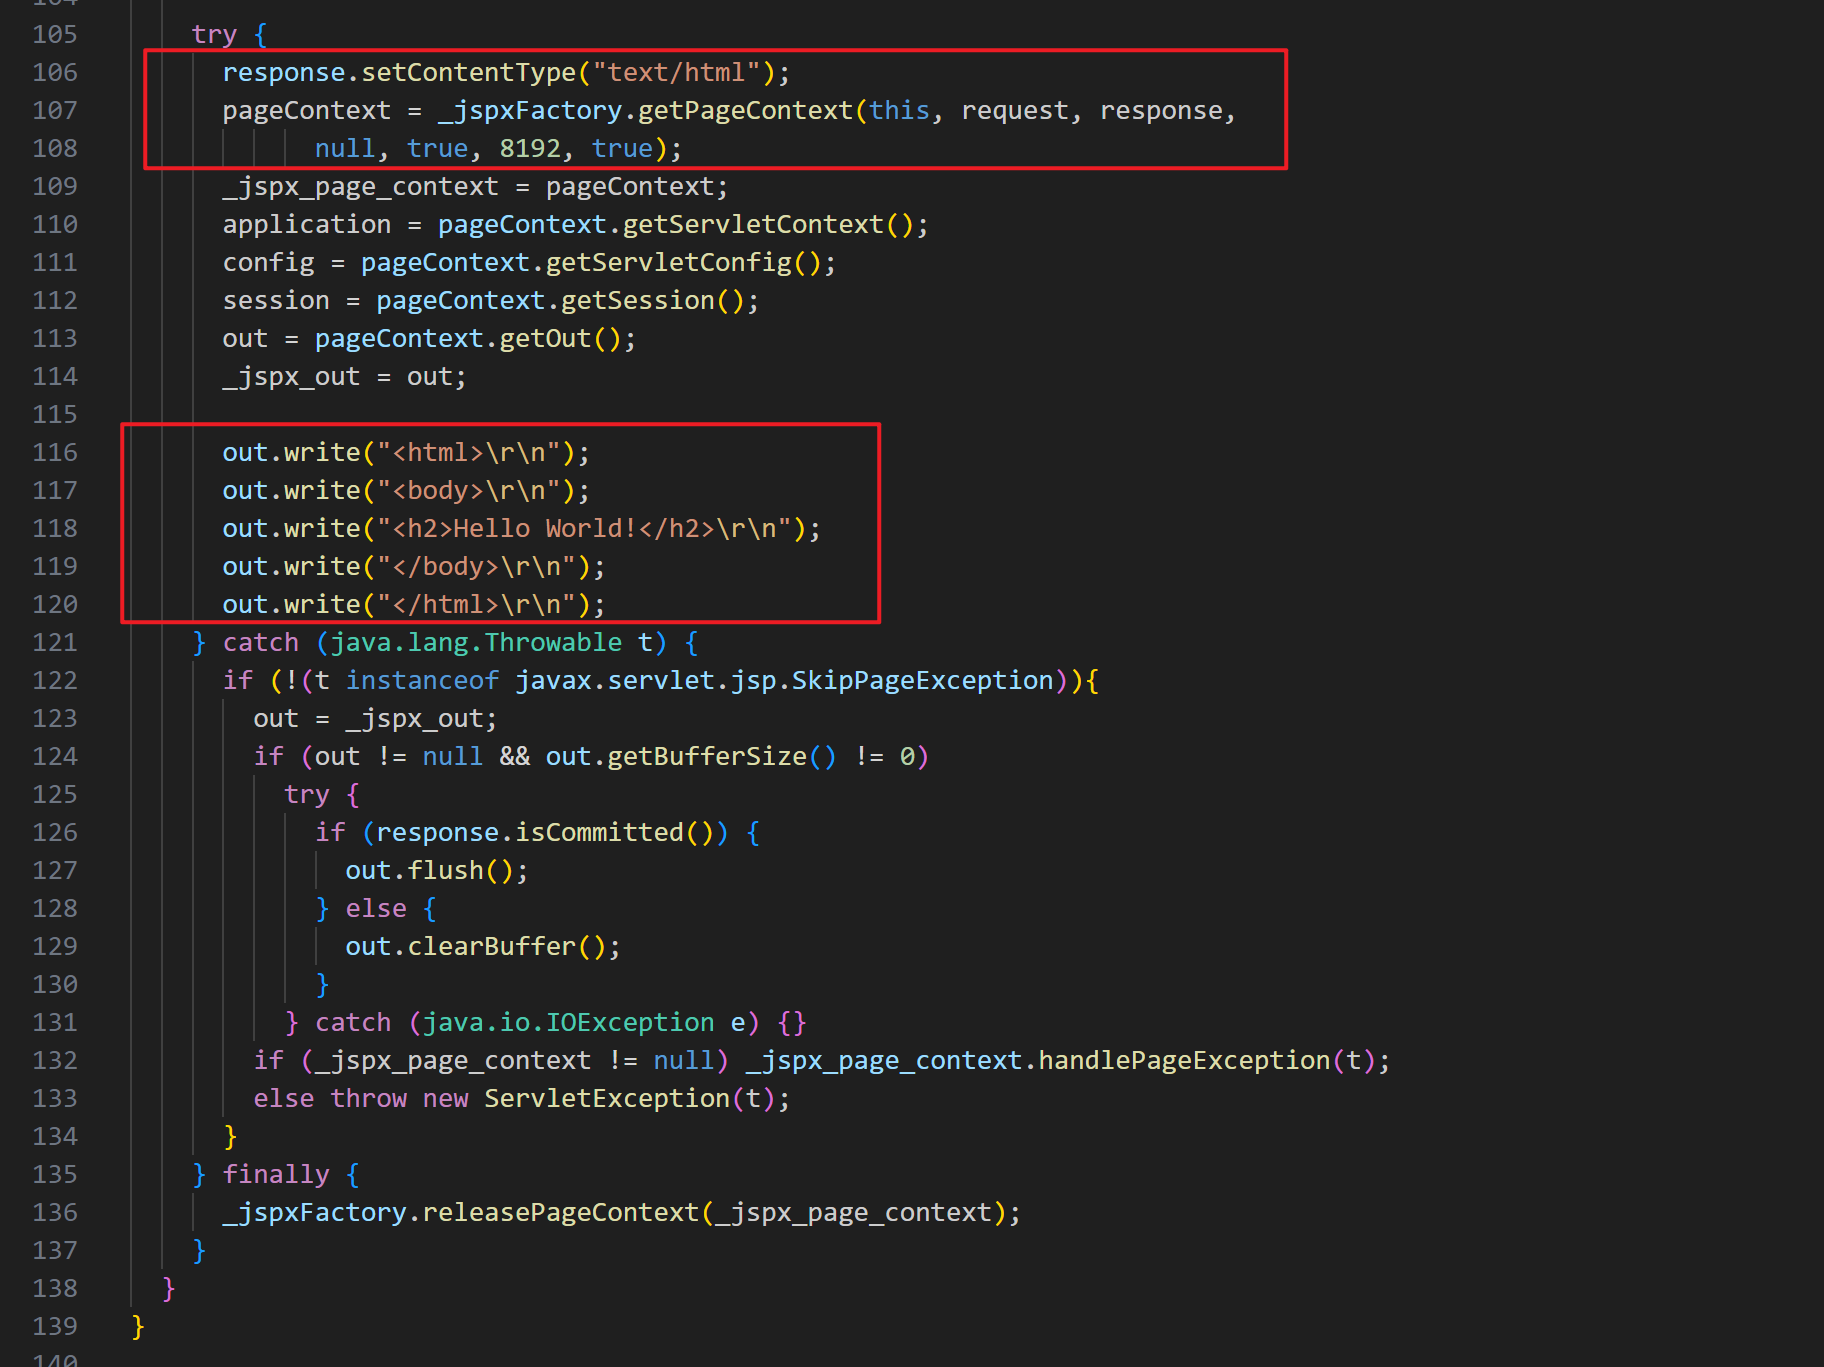 105 try {
106 response.setContentType("text/html");
107 pageContext = _jspxFactory.getPageContext(this, request, response,
108 null, true, 8192, true);
109 _jspx_page_context = pageContext;
110 application = pageContext.getServletContext();
111 config = pageContext.getServletConfig();
112 session = pageContext.getSession();
113 out = pageContext.getOut();
114 _jspx_out = out;
115
116 out.write("<html>\r\n");
117 out.write("<body>\r\n");
118 out.write("<h2>Hello World!</h2>\r\n");
119 out.write("</body>\r\n");
120 out.write("</html>\r\n");
121 } catch (java.lang.Throwable t) {
122 if (!(t instanceof javax.servlet.jsp.SkipPageException)){
123 out = _jspx_out;
124 if (out != null && out.getBufferSize() != 0)
125 try {
126 if (response.isCommitted()) {
127 out.flush();
128 } else {
129 out.clearBuffer();
130 }
131 } catch (java.io.IOException e) {}
132 if (_jspx_page_context != null) _jspx_page_context.handlePageException(t);
133 else throw new ServletException(t);
134 }
135 } finally {
136 _jspxFactory.releasePageContext(_jspx_page_context);
137 }
138 }
139 }
140